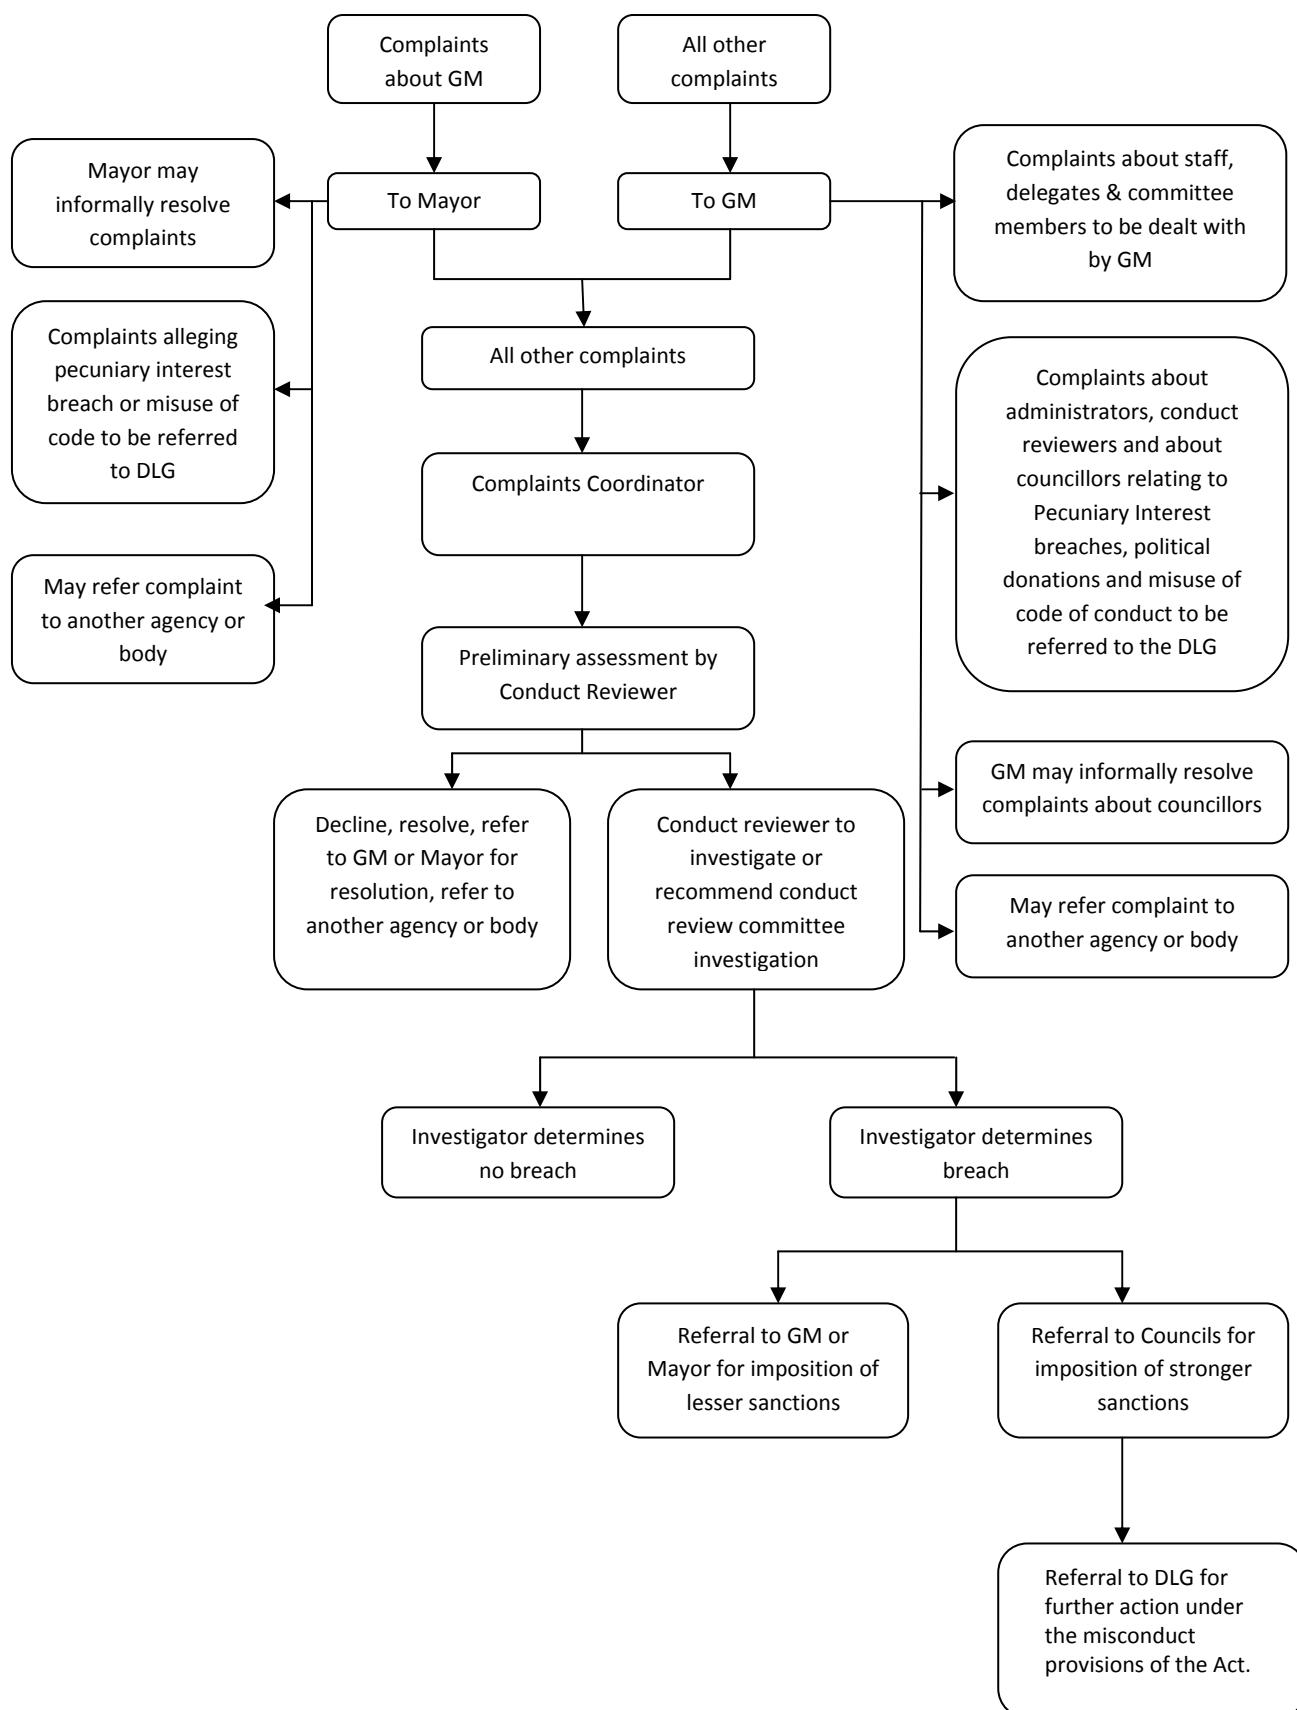 Complaints
about GM
All other
complaints
Mayor may
informally resolve
complaints
To Mayor
To GM
Complaints about staff,
delegates & committee
members to be dealt with
by GM
Complaints alleging
pecuniary interest
breach or misuse of
code to be referred
to DLG
All other complaints
Complaints about
administrators, conduct
reviewers and about
councillors relating to
Pecuniary Interest
breaches, political
donations and misuse of
code of conduct to be
referred to the DLG
Complaints Coordinator
May refer complaint
to another agency or
body
Preliminary assessment by
Conduct Reviewer
GM may informally resolve
complaints about councillors
Decline, resolve, refer
to GM or Mayor for
resolution, refer to
another agency or body
Conduct reviewer to
investigate or
recommend conduct
review committee
investigation
May refer complaint to
another agency or body
Investigator determines
no breach
Investigator determines
breach
Referral to GM or
Mayor for imposition of
lesser sanctions
Referral to Councils for
imposition of stronger
sanctions
Referral to DLG for
further action under
the misconduct
provisions of the Act.